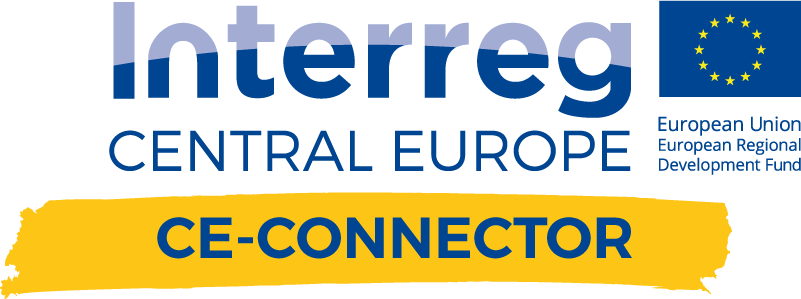 Interreg
CENTRAL EUROPE
European Union
European Regional
Development Fund
CE-CONNECTOR